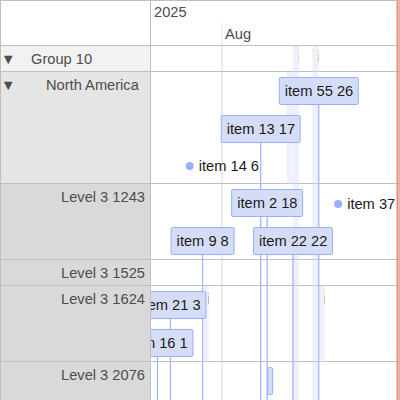 2025
Aug
▼ Group 10
▼ North America
item 55 26
item 13 17
item 14 6
Level 3 1243
item 2 18
item 37
item 9 8
item 22 22
Level 3 1525
Level 3 1624
em 21 3
16 1
Level 3 2076